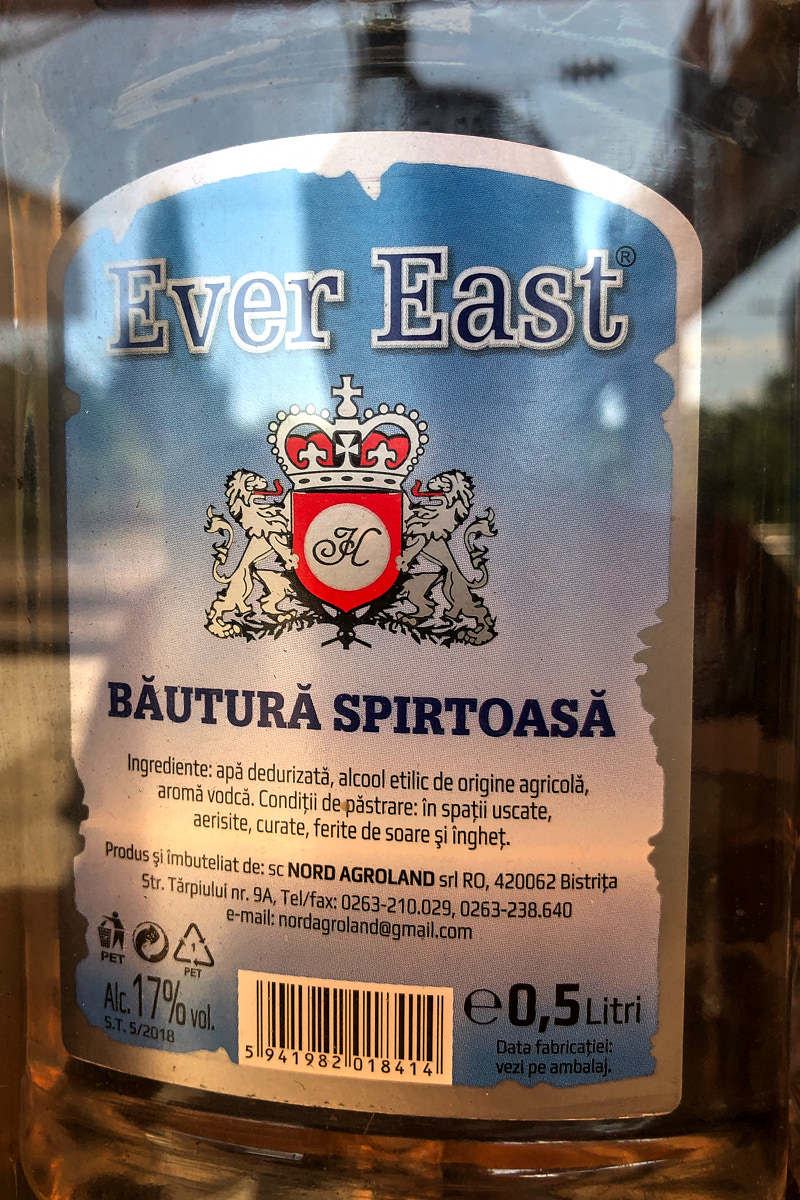 Ever East®
H
BĂUTURĂ SPIRTOASĂ
Ingrediente: apă dedurizată, alcool etilic de origine agricolă,
aromă vodcă. Condiții de păstrare: în spații uscate,
aerisite, curate, ferite de soare şi îngheț.
Produs şi îmbuteliat de: sc NORD AGROLAND srl RO, 420062 Bistrița
Str. Tărpiului nr. 9A, Tel/fax: 0263-210.029, 0263-238.640
e-mail: nordagroland@gmail.com
PET
1
PET
Alc. 17% vol.
S.T. 5/2018
5 941982 018414
e 0,5 Litri
Data fabricației:
vezi pe ambalaj.